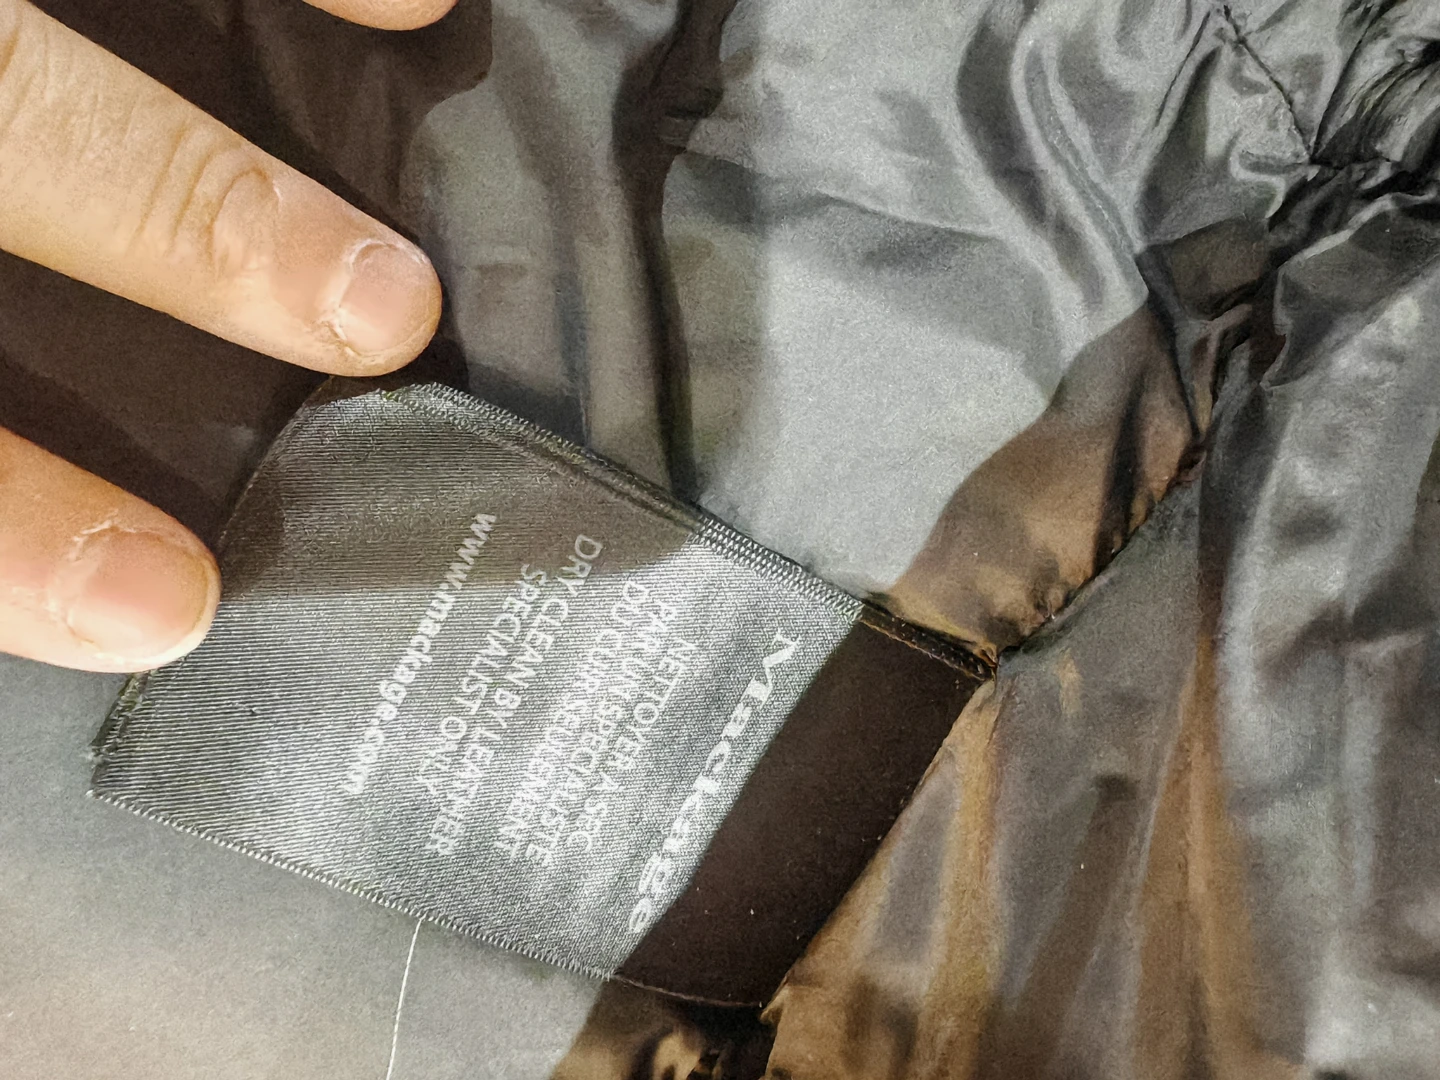 Mackage
NETTOYER A SEC
PAR UN SPECIALISTE
DU CUIR SEULEMENT
DRY CLEAN BY LEATHER
SPECIALIST ONLY
www.mackage.com